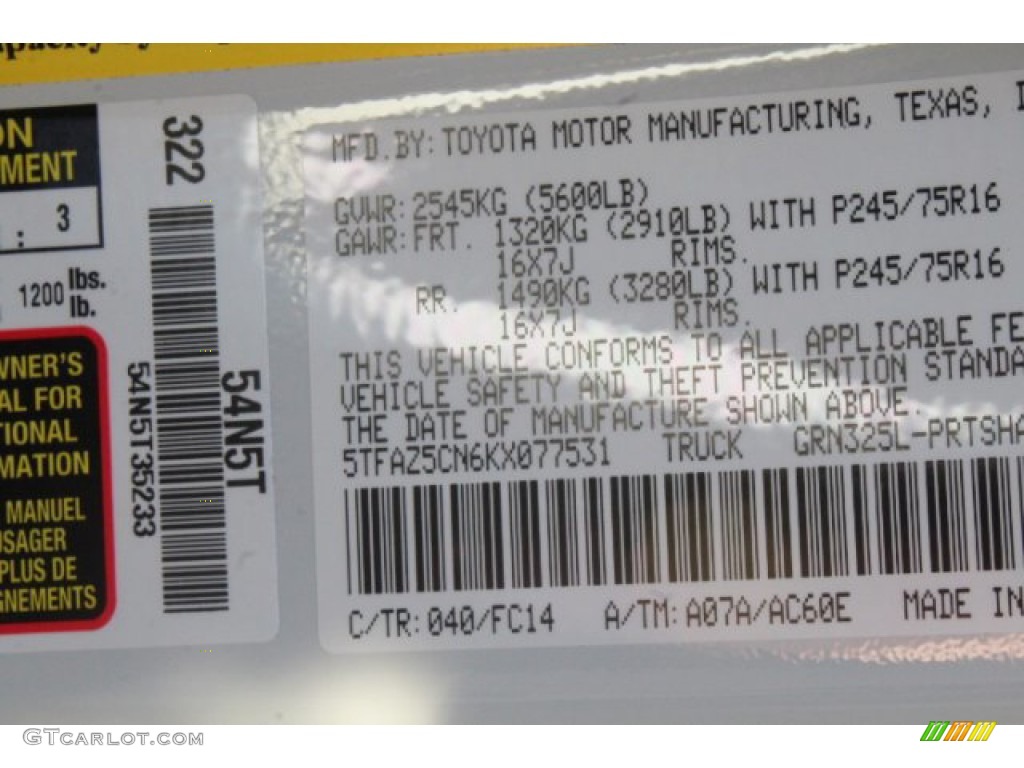 322
54N5T35233
54N5T
ON
MENT
: 3
1200 lbs.
lb.
WNER'S
AL FOR
TIONAL
MATION
MANUEL
USAGER
PLUS DE
GNEMENTS
MFD. BY: TOYOTA MOTOR MANUFACTURING, TEXAS,
GVWR: 2545KG (5600LB)
GAWR: FRT. 1320KG (2910LB) WITH P245/75R16
16X7J RIMS.
RR. 1490KG (3280LB) WITH P245/75R16
16X7J RIMS.
THIS VEHICLE CONFORMS TO ALL APPLICABLE FE
VEHICLE SAFETY AND THEFT PREVENTION STANDA
THE DATE OF MANUFACTURE SHOWN ABOVE.
5TFAZ5CN6KX077531 TRUCK GRN325L-PRTSHA
C/TR: 040/FC14 A/TM: A07A/AC60E MADE IN
GTCARLOT.COM